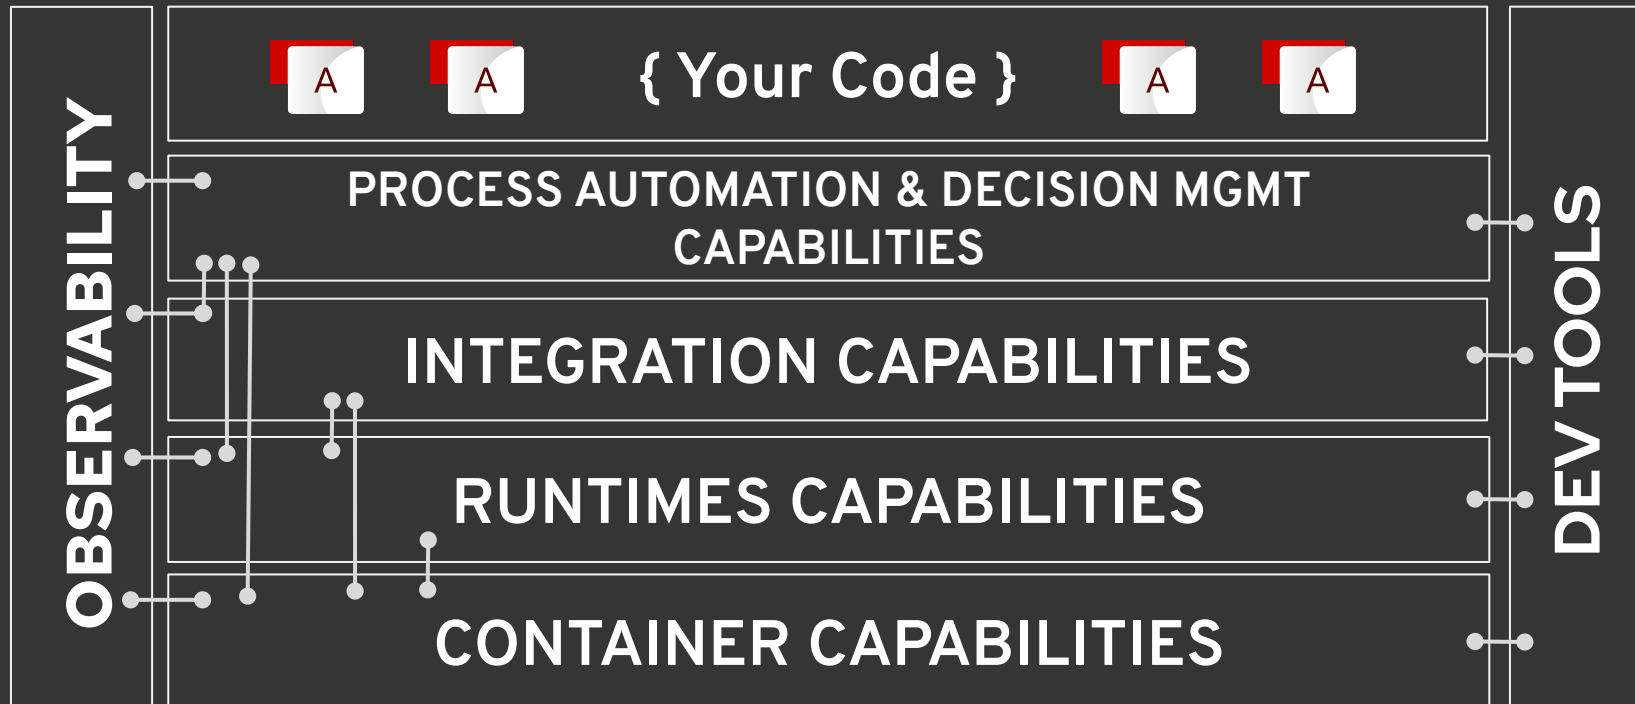 OBSERVABILITY
A
A
{ Your Code }
A
A
PROCESS AUTOMATION & DECISION MGMT
CAPABILITIES
INTEGRATION CAPABILITIES
RUNTIMES CAPABILITIES
CONTAINER CAPABILITIES
DEV TOOLS